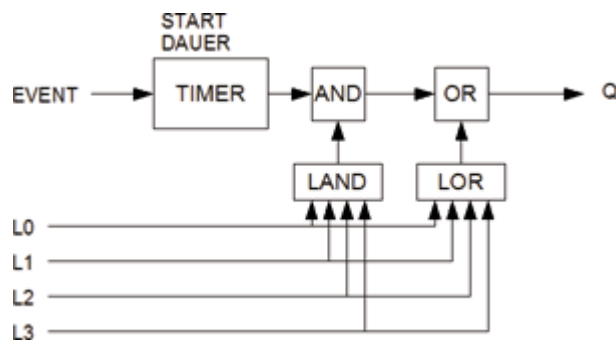 START
DAUER
EVENT TIMER AND OR Q
LAND LOR
L0
L1
L2
L3